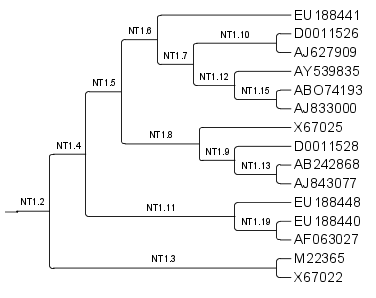 EU188441
NT1.6
NT1.10
D0011526
NT1.7
AJ627909
NT1.12
AY539835
NT1.5
NT1.15
ABO74193
AJ833000
NT1.8
X67025
NT1.4
NT1.9
D0011528
NT1.13
AB242868
AJ843077
NT1.2
NT1.11
EU188448
NT1.19
EU188440
AF063027
NT1.3
M22365
X67022